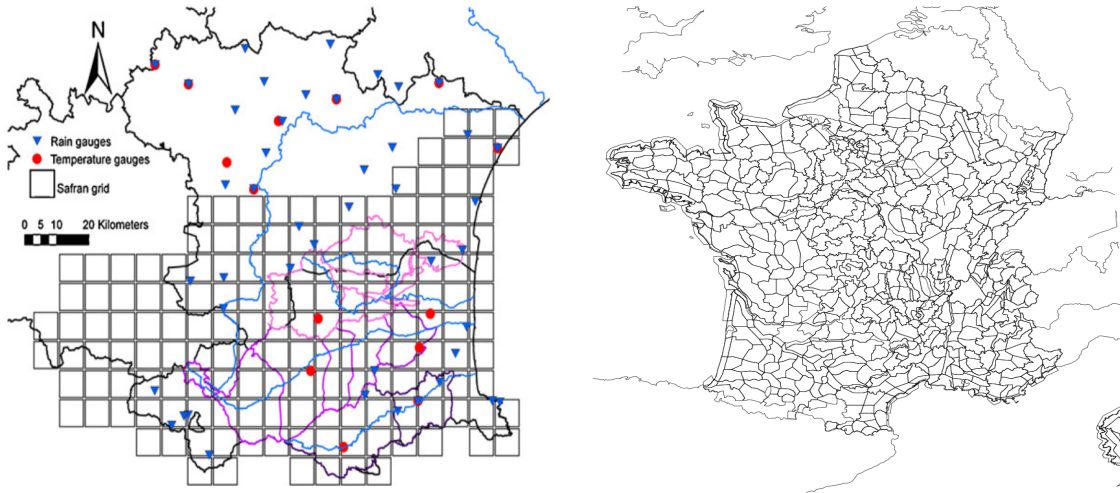 N
Rain gauges
Temperature gauges
Safran grid
0 5 10 20 Kilometers